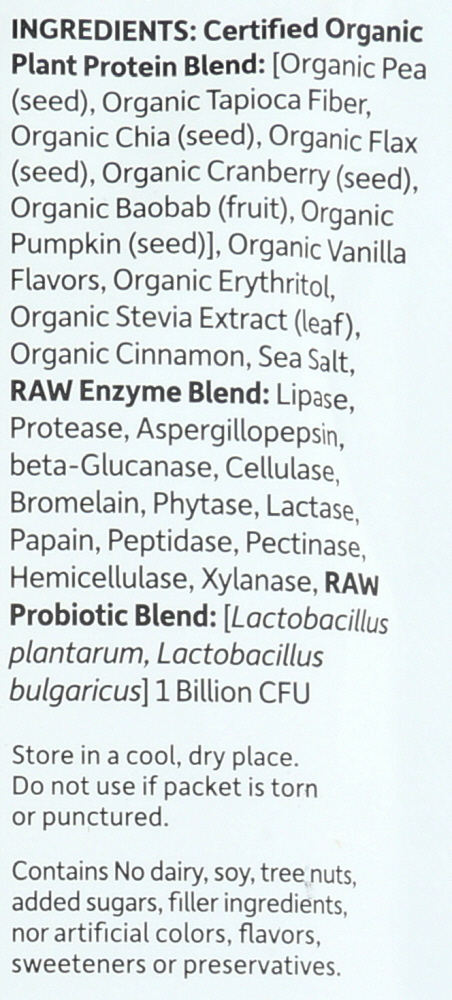 INGREDIENTS: Certified Organic
Plant Protein Blend: [Organic Pea
(seed), Organic Tapioca Fiber,
Organic Chia (seed), Organic Flax
(seed), Organic Cranberry (seed),
Organic Baobab (fruit), Organic
Pumpkin (seed)], Organic Vanilla
Flavors, Organic Erythritol,
Organic Stevia Extract (leaf),
Organic Cinnamon, Sea Salt,
RAW Enzyme Blend: Lipase,
Protease, Aspergillopepsin,
beta-Glucanase, Cellulase,
Bromelain, Phytase, Lactase,
Papain, Peptidase, Pectinase,
Hemicellulase, Xylanase, RAW
Probiotic Blend: [Lactobacillus
plantarum, Lactobacillus
bulgaricus] 1 Billion CFU
Store in a cool, dry place.
Do not use if packet is torn
or punctured.
Contains No dairy, soy, tree nuts,
added sugars, filler ingredients,
nor artificial colors, flavors,
sweeteners or preservatives.